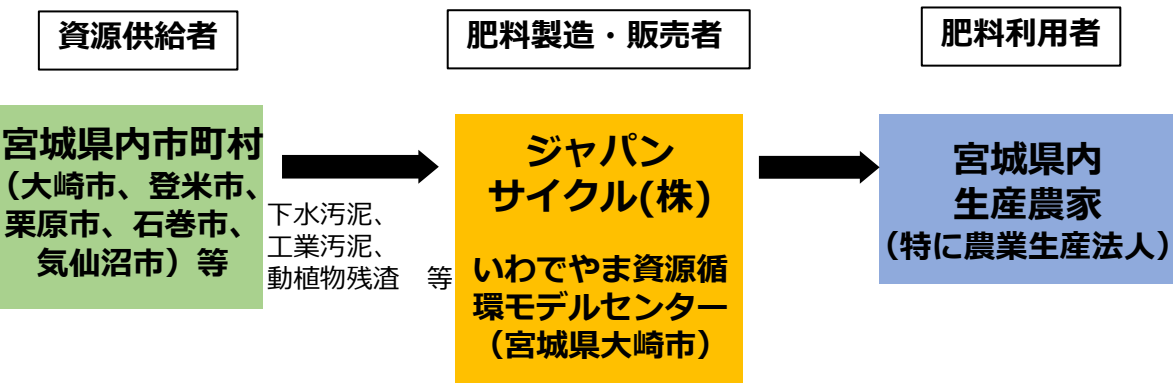 資源供給者
肥料製造・販売者
肥料利用者
宮城県内市町村
（大崎市、登米市、
栗原市、石巻市、
気仙沼市）等
下水汚泥、
工業汚泥、
動植物残渣　等
ジャパン
サイクル(株)
いわでやま資源循
環モデルセンター
（宮城県大崎市）
宮城県内
生産農家
（特に農業生産法人）